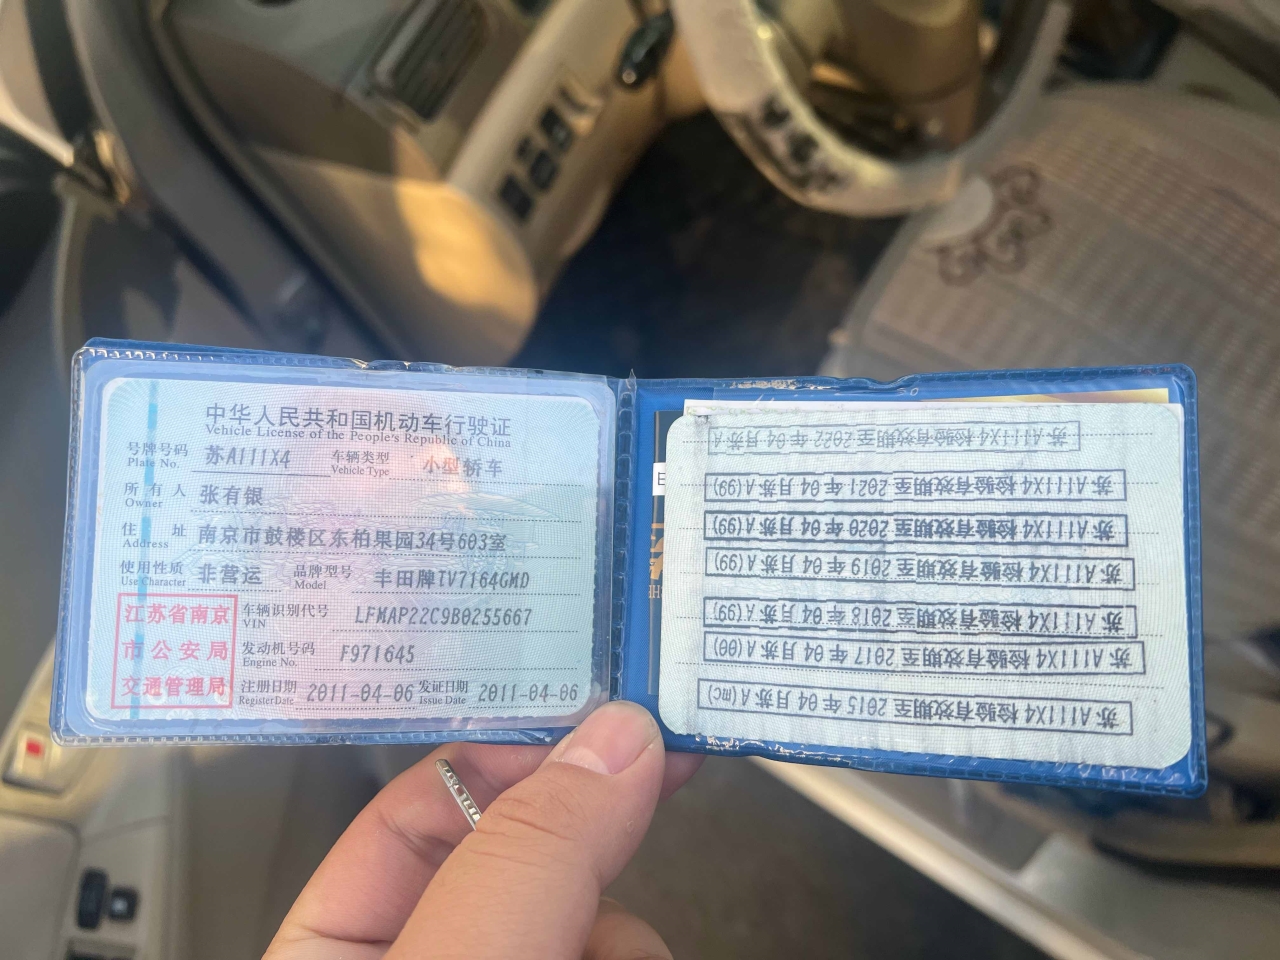 中华人民共和国机动车行驶证
Vehicle License of the People's Republic of China
号牌号码 苏A111X4 车辆类型 小型轿车
Plate No. Vehicle Type
所有人 张有银
Owner
住址 南京市鼓楼区东柏果园34号603室
Address
使用性质 非营运 品牌型号 丰田牌TV7164GMD
Use Character Model
江苏省南京
市公安局
交通管理局
车辆识别代号 LFMAP22C9B0255667
VIN
发动机号码 F971645
Engine No.
注册日期 2011-04-06 发证日期 2011-04-06
Register Date Issue Date
苏A111X4 检验有效期至2015年04月苏A(mc)
苏A111X4 检验有效期至2017年04月苏A(00)
苏A111X4 检验有效期至2018年04月苏A(99)
苏A111X4 检验有效期至2019年04月苏A(99)
苏A111X4 检验有效期至2020年04月苏A(99)
苏A111X4 检验有效期至2021年04月苏A(99)
苏A111X4 检验有效期至2022年04月苏A